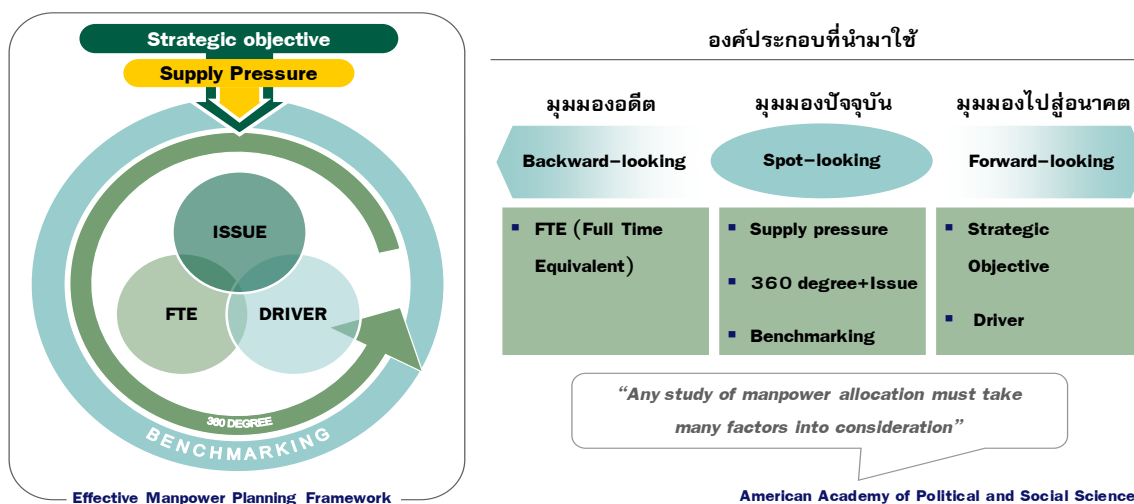 Strategic objective
Supply Pressure
ISSUE
FTE
DRIVER
360 DEGREE
BENCHMARKING
Effective Manpower Planning Framework
องค์ประกอบที่นำมาใช้
มุมมองอดีต
มุมมองปัจจุบัน
มุมมองไปสู่อนาคต
Backward-looking
Spot-looking
Forward-looking
▪ FTE (Full Time
Equivalent)
▪ Supply pressure
▪ 360 degree+Issue
▪ Benchmarking
▪ Strategic
Objective
▪ Driver
“Any study of manpower allocation must take
many factors into consideration”
American Academy of Political and Social Science